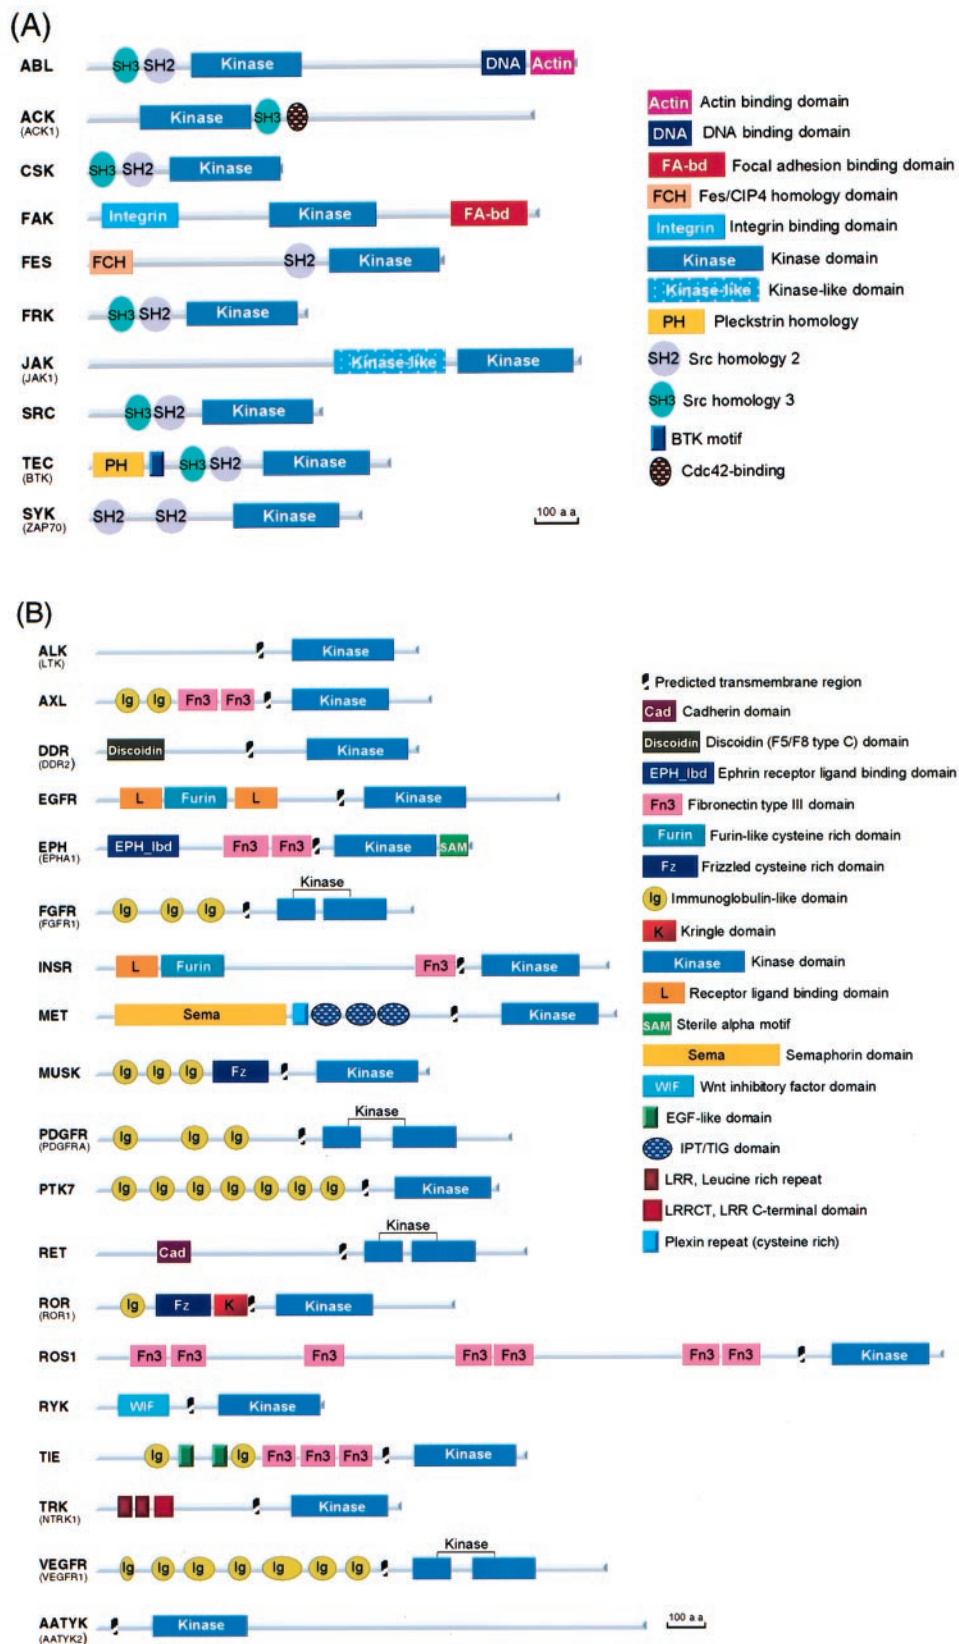 (A)
ABL SH3 SH2 Kinase DNA Actin
ACK Kinase SH3
(ACK1)
CSK SH3 SH2 Kinase
FAK Integrin Kinase FA-bd
FES FCH SH2 Kinase
FRK SH3 SH2 Kinase
JAK Kinase-like Kinase
(JAK1)
SRC SH3 SH2 Kinase
TEC PH SH3 SH2 Kinase
(BTK)
SYK SH2 SH2 Kinase
(ZAP70)
Actin Actin binding domain
DNA DNA binding domain
FA-bd Focal adhesion binding domain
FCH Fes/CIP4 homology domain
Integrin Integrin binding domain
Kinase Kinase domain
Kinase-like Kinase-like domain
PH Pleckstrin homology
SH2 Src homology 2
SH3 Src homology 3
BTK motif
Cdc42-binding
100 a a
(B)
ALK Kinase
(LTK)
AXL Ig Ig Fn3 Fn3 Kinase
DDR Discoidin Kinase
(DDR2)
EGFR L Furin L Kinase
EPH EPH_lbd Fn3 Fn3 Kinase SAM
(EPHA1)
Kinase
FGFR Ig Ig Ig
(FGFR1)
INSR L Furin Fn3 Kinase
MET Sema Kinase
MUSK Ig Ig Ig Fz Kinase
Kinase
PDGFR Ig Ig Ig
(PDGFRA)
PTK7 Ig Ig Ig Ig Ig Ig Ig Kinase
Kinase
RET Cad
ROR Ig Fz K Kinase
(ROR1)
ROS1 Fn3 Fn3 Fn3 Fn3 Fn3 Fn3 Fn3 Kinase
RYK WIF Kinase
TIE Ig Ig Fn3 Fn3 Fn3 Kinase
TRK Kinase
(NTRK1)
Kinase
VEGFR Ig Ig Ig Ig Ig Ig Ig
(VEGFR1)
AATYK Kinase
(AATYK2)
Predicted transmembrane region
Cad Cadherin domain
Discoidin Discoidin (F5/F8 type C) domain
EPH_lbd Ephrin receptor ligand binding domain
Fn3 Fibronectin type III domain
Furin Furin-like cysteine rich domain
Fz Frizzled cysteine rich domain
Ig Immunoglobulin-like domain
K Kringle domain
Kinase Kinase domain
L Receptor ligand binding domain
SAM Sterile alpha motif
Sema Semaphorin domain
WIF Wnt inhibitory factor domain
EGF-like domain
IPT/TIG domain
LRR, Leucine rich repeat
LRRCT, LRR C-terminal domain
Plexin repeat (cysteine rich)
100 a a